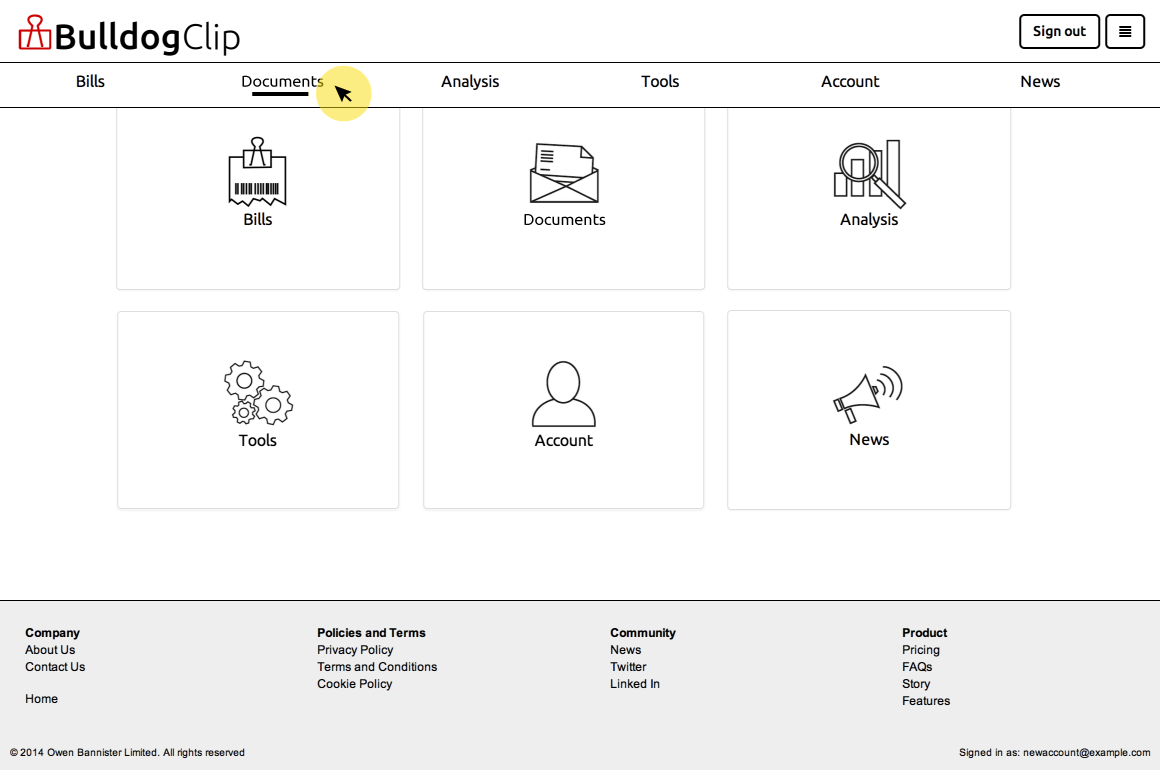 BulldogClip
Sign out
Bills Documents Analysis Tools Account News
Bills Documents Analysis
Tools Account News
Company Policies and Terms Community Product
About Us Privacy Policy News Pricing
Contact Us Terms and Conditions Twitter FAQs
Cookie Policy Linked In Story
Home Features
© 2014 Owen Bannister Limited. All rights reserved Signed in as: newaccount@example.com